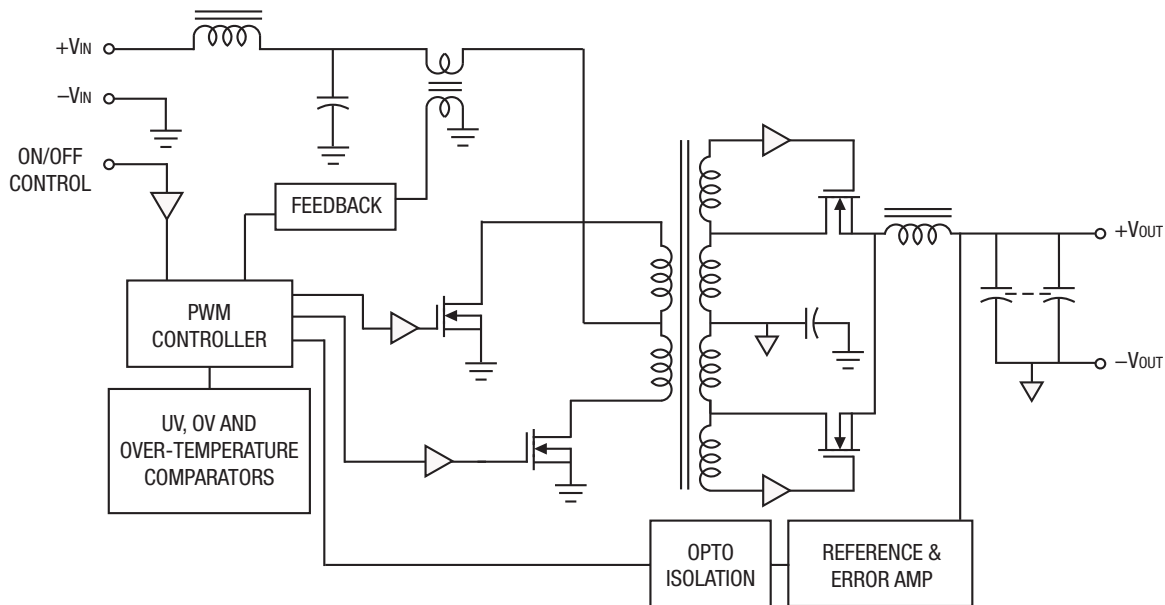 +VIN
−VIN
ON/OFF
CONTROL
FEEDBACK
PWM
CONTROLLER
UV, OV AND
OVER-TEMPERATURE
COMPARATORS
+VOUT
−VOUT
OPTO
ISOLATION
REFERENCE &
ERROR AMP